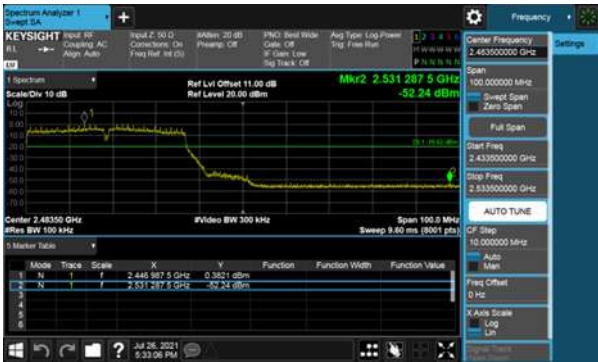 Spectrum Analyzer 1
Swept SA
+
Frequency
KEYSIGHT
Input: RF
Coupling: AC
Align: Auto
Input Z: 50 Ω
Corrections: On
Freq Ref: Int (S)
#Atten: 20 dB
Preamp: Off
PNO: Best Wide
Gate: Off
IF Gain: Low
Sig Track: Off
Avg Type: Log-Power
Trig: Free Run
1 Spectrum
Scale/Div 10 dB
Ref Lvl Offset 11.00 dB
Ref Level 20.00 dBm
Mkr2 2.531 287 5 GHz
-52.24 dBm
Log
Center 2.48350 GHz
#Res BW 100 kHz
#Video BW 300 kHz
Span 100.0 MHz
Sweep 9.60 ms (8001 pts)
5 Marker Table
Mode Trace Scale X Y Function Function Width Function Value
1 N 1 f 2.446 987 5 GHz 0.3821 dBm
2 N 1 f 2.531 287 5 GHz -52.24 dBm
3
4
5
6
Jul 26, 2021
5:33:06 PM
Center Frequency
2.483500000 GHz
Settings
Span
100.000000 MHz
Swept Span
Zero Span
Full Span
Start Freq
2.433500000 GHz
Stop Freq
2.533500000 GHz
AUTO TUNE
CF Step
10.000000 MHz
Auto
Man
Freq Offset
0 Hz
X Axis Scale
Log
Lin